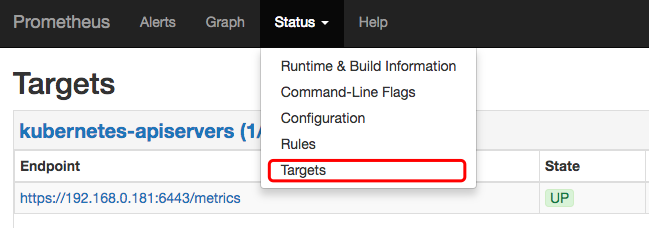 Prometheus Alerts Graph Status Help
Runtime & Build Information
Command-Line Flags
Configuration
Rules
Targets
Targets
kubernetes-apiservers (1/
Endpoint State
https://192.168.0.181:6443/metrics UP